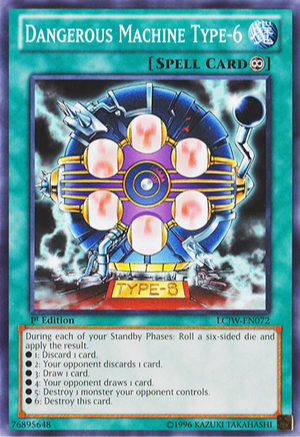 Dangerous Machine Type-6
[Spell Card]
TYPE-6
1st Edition
LCJW-EN072
During each of your Standby Phases: Roll a six-sided die and
apply the result.
● 1: Discard 1 card.
● 2: Your opponent discards 1 card.
● 3: Draw 1 card.
● 4: Your opponent draws 1 card.
● 5: Destroy 1 monster your opponent controls.
● 6: Destroy this card.
76895648
©1996 KAZUKI TAKAHASHI